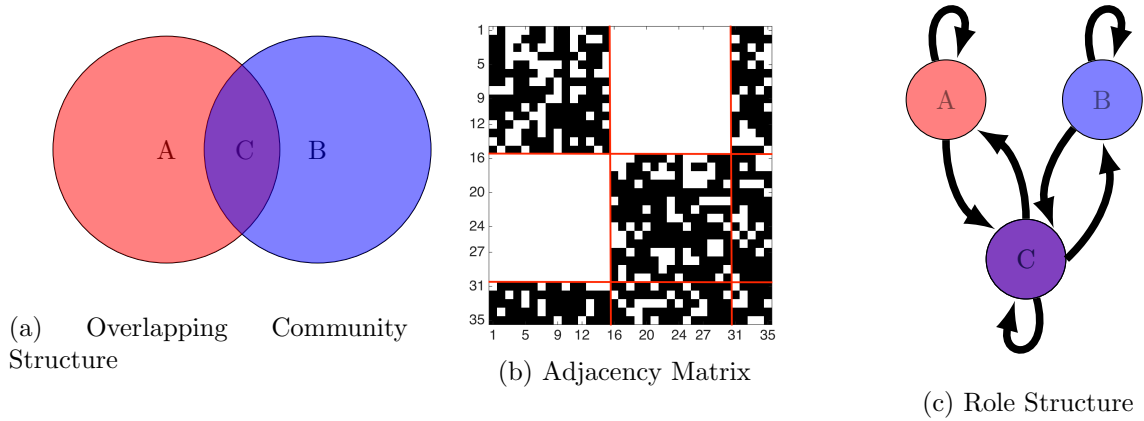 A C B
(a) Overlapping Community
Structure
1
5
9
12
16
20
24
27
31
35
1 5 9 12 16 20 24 27 31 35
(b) Adjacency Matrix
A B
C
(c) Role Structure